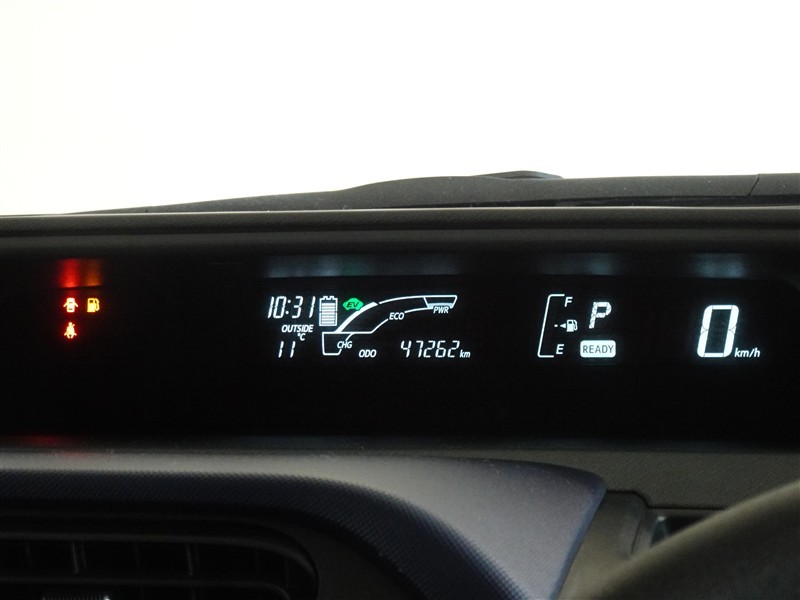 10:31
EV
OUTSIDE
°C
11
CHG
ECO
PWR
ODO 47262 km
F
E
P
READY
0 km/h